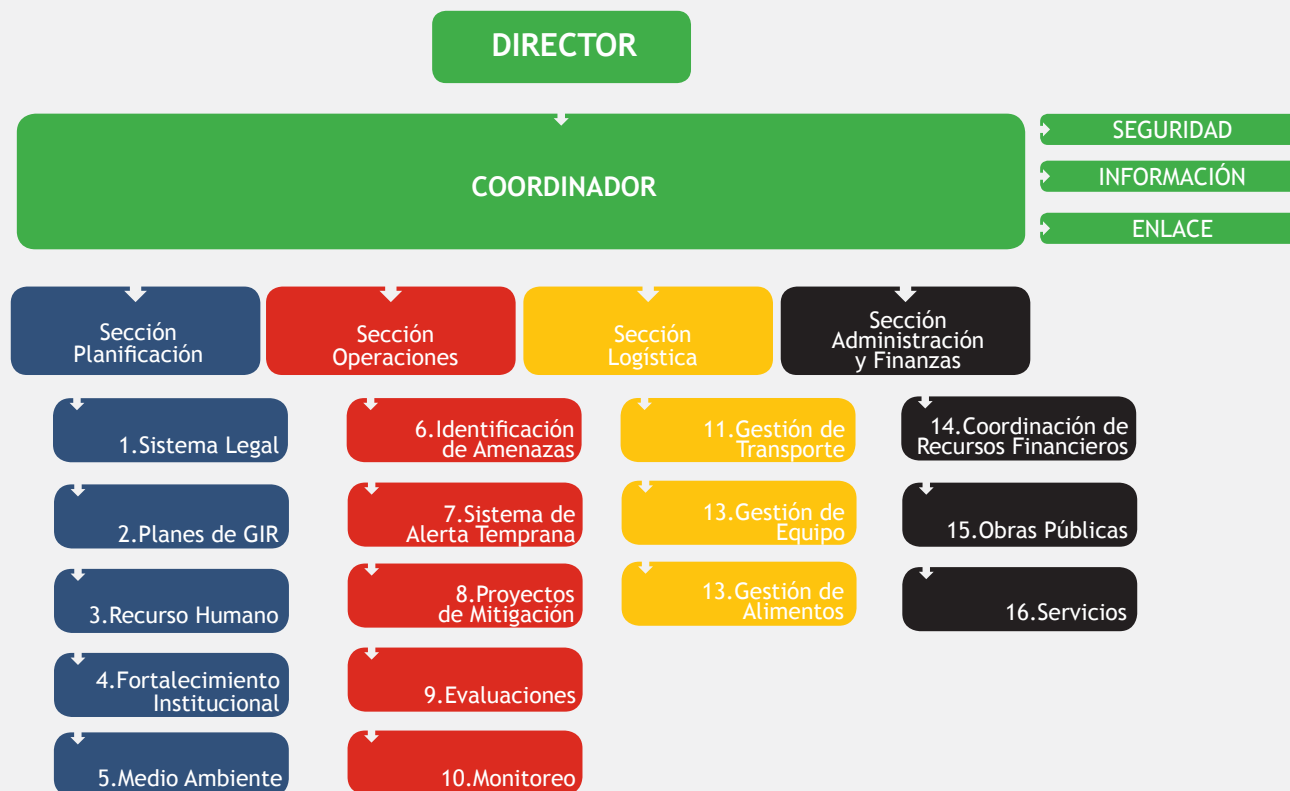 DIRECTOR
COORDINADOR
SEGURIDAD
INFORMACIÓN
ENLACE
Sección
Planificación
Sección
Operaciones
Sección
Logística
Sección
Administración
y Finanzas
1.Sistema Legal
2.Planes de GIR
3.Recurso Humano
4.Fortalecimiento
Institucional
5.Medio Ambiente
6.Identificación
de Amenazas
7.Sistema de
Alerta Temprana
8.Proyectos
de Mitigación
9.Evaluaciones
10.Monitoreo
11.Gestión de
Transporte
13.Gestión de
Equipo
13.Gestión de
Alimentos
14.Coordinación de
Recursos Financieros
15.Obras Públicas
16.Servicios